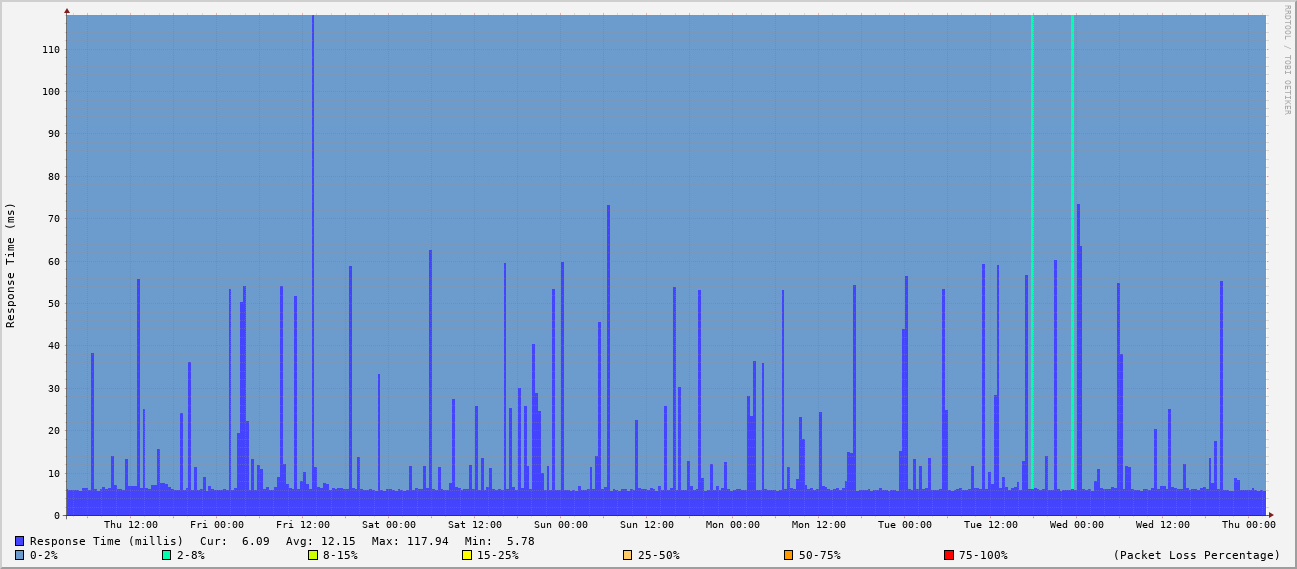 RRDTOOL / TOBI OETIKER
Response Time (ms)
110
100
90
80
70
60
50
40
30
20
10
0
Thu 12:00 Fri 00:00 Fri 12:00 Sat 00:00 Sat 12:00 Sun 00:00 Sun 12:00 Mon 00:00 Mon 12:00 Tue 00:00 Tue 12:00 Wed 00:00 Wed 12:00 Thu 00:00
Response Time (millis) Cur: 6.09 Avg: 12.15 Max: 117.94 Min: 5.78
0-2% 2-8% 8-15% 15-25% 25-50% 50-75% 75-100% (Packet Loss Percentage)